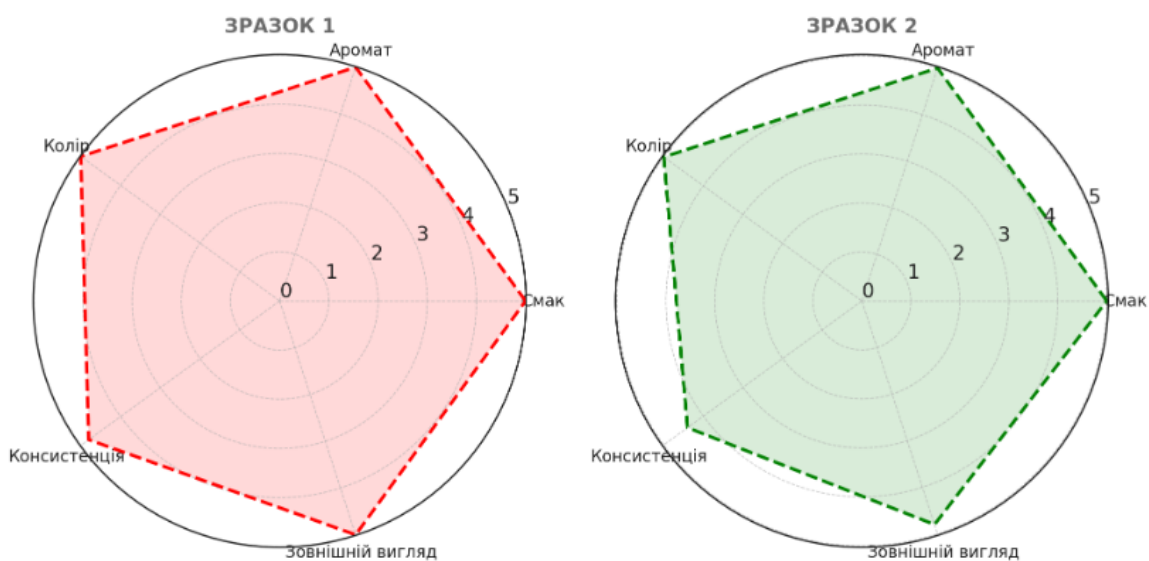 ЗРАЗОК 1
Аромат
Колір
5
4
3
2
1
0
Смак
Консистенція
Зовнішній вигляд
ЗРАЗОК 2
Аромат
Колір
5
4
3
2
1
0
Смак
Консистенція
Зовнішній вигляд